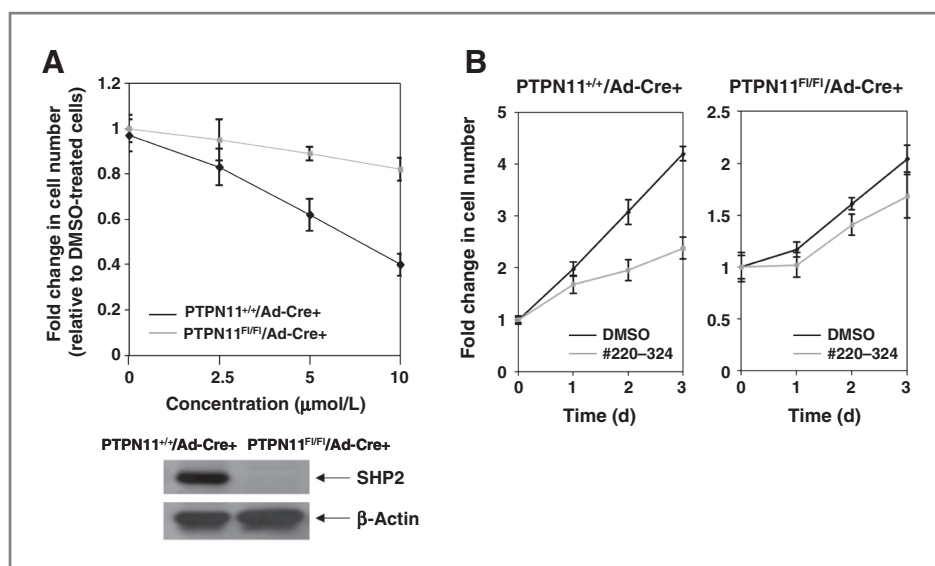 A
Fold change in cell number
(relative to DMSO-treated cells)
1.2
1
0.8
0.6
0.4
0.2
0
PTPN11+/+/Ad-Cre+
PTPN11Fl/Fl/Ad-Cre+
0 2.5 5 10
Concentration (μmol/L)
PTPN11+/+/Ad-Cre+ PTPN11Fl/Fl/Ad-Cre+
SHP2
β-Actin
B
PTPN11+/+/Ad-Cre+
Fold change in cell number
5
4
3
2
1
0
DMSO
#220–324
0 1 2 3
Time (d)
PTPN11Fl/Fl/Ad-Cre+
2.5
2
1.5
1
0.5
0
DMSO
#220–324
0 1 2 3
Time (d)